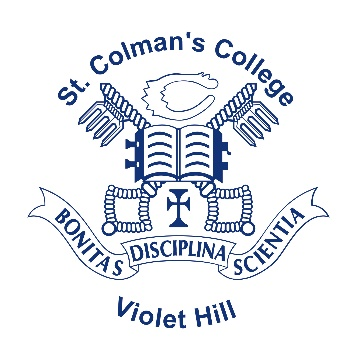 St. Colman's College
BONITAS DISCIPLINA SCIENTIA
Violet Hill